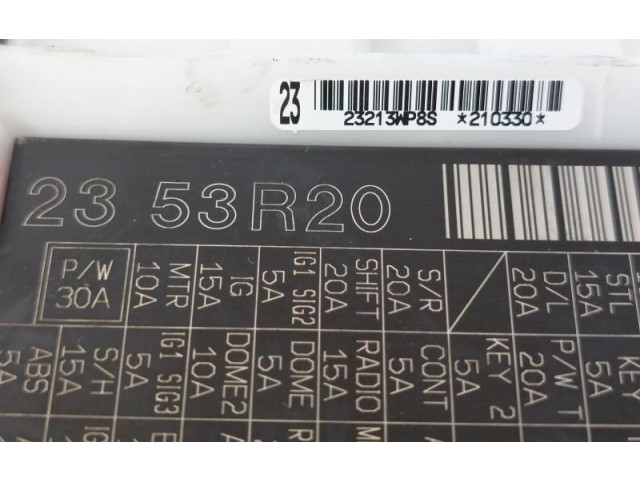 23
23213WP8S *210330*
23 53R20
P/W
30A
MTR
10A
IG
15A
IG1 SIG2
5A
SHIFT
20A
S/R
20A
D/L
20A
STL
15A
ABS
5A
S/H
15A
IG1 SIG3
5A
DOME2
10A
DOME
5A
RADIO
15A
CONT
5A
KEY 2
5A
P/W T
20A
KEY
5A
IG